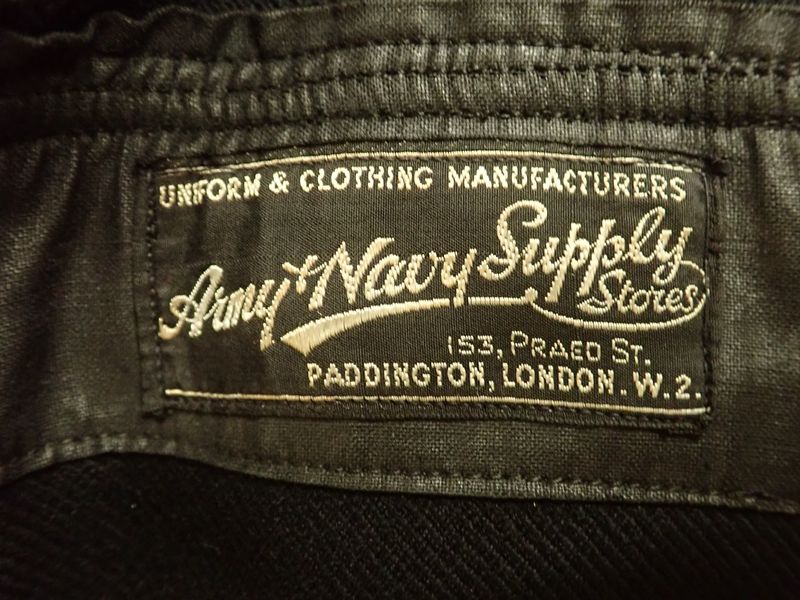 UNIFORM & CLOTHING MANUFACTURERS
Army & Navy Supply
Stores
153, PRAED ST.
PADDINGTON, LONDON. W.2.